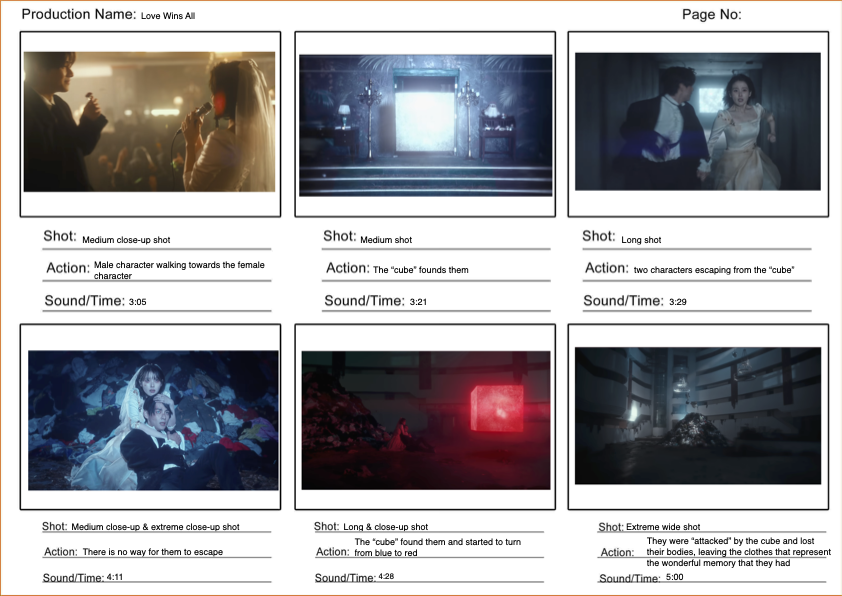 Production Name: Love Wins All
Page No:
Shot: Medium close-up shot
Action: Male character walking towards the female
character
Sound/Time: 3:05
Shot: Medium shot
Action: The “cube” founds them
Sound/Time: 3:21
Shot: Long shot
Action: two characters escaping from the “cube”
Sound/Time: 3:29
Shot: Medium close-up & extreme close-up shot
Action: There is no way for them to escape
Sound/Time: 4:11
Shot: Long & close-up shot
The “cube” found them and started to turn
Action: from blue to red
Sound/Time: 4:28
Shot: Extreme wide shot
They were “attacked” by the cube and lost
Action: their bodies, leaving the clothes that represent
the wonderful memory that they had
Sound/Time: 5:00